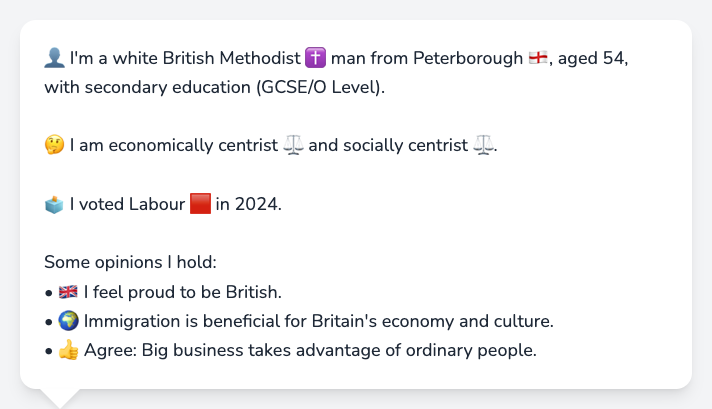 👤 I'm a white British Methodist ✝️ man from Peterborough 🏴󠁧󠁢󠁥󠁮󠁧󠁿, aged 54,
with secondary education (GCSE/O Level).
🤔 I am economically centrist ⚖️ and socially centrist ⚖️.
🗳️ I voted Labour 🟥 in 2024.
Some opinions I hold:
• 🇬🇧 I feel proud to be British.
• 🌍 Immigration is beneficial for Britain's economy and culture.
• 👍 Agree: Big business takes advantage of ordinary people.